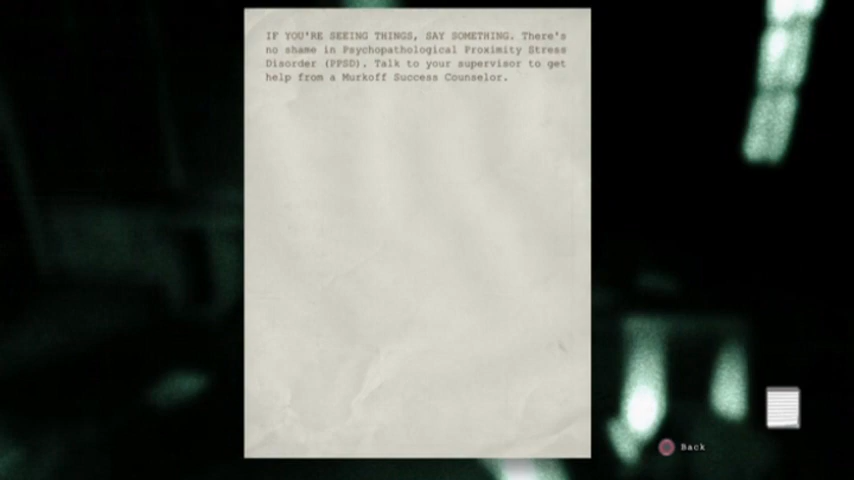 IF YOU'RE SEEING THINGS, SAY SOMETHING. There's
no shame in Psychopathological Proximity Stress
Disorder (PPSD). Talk to your supervisor to get
help from a Murkoff Success Counselor.
Back